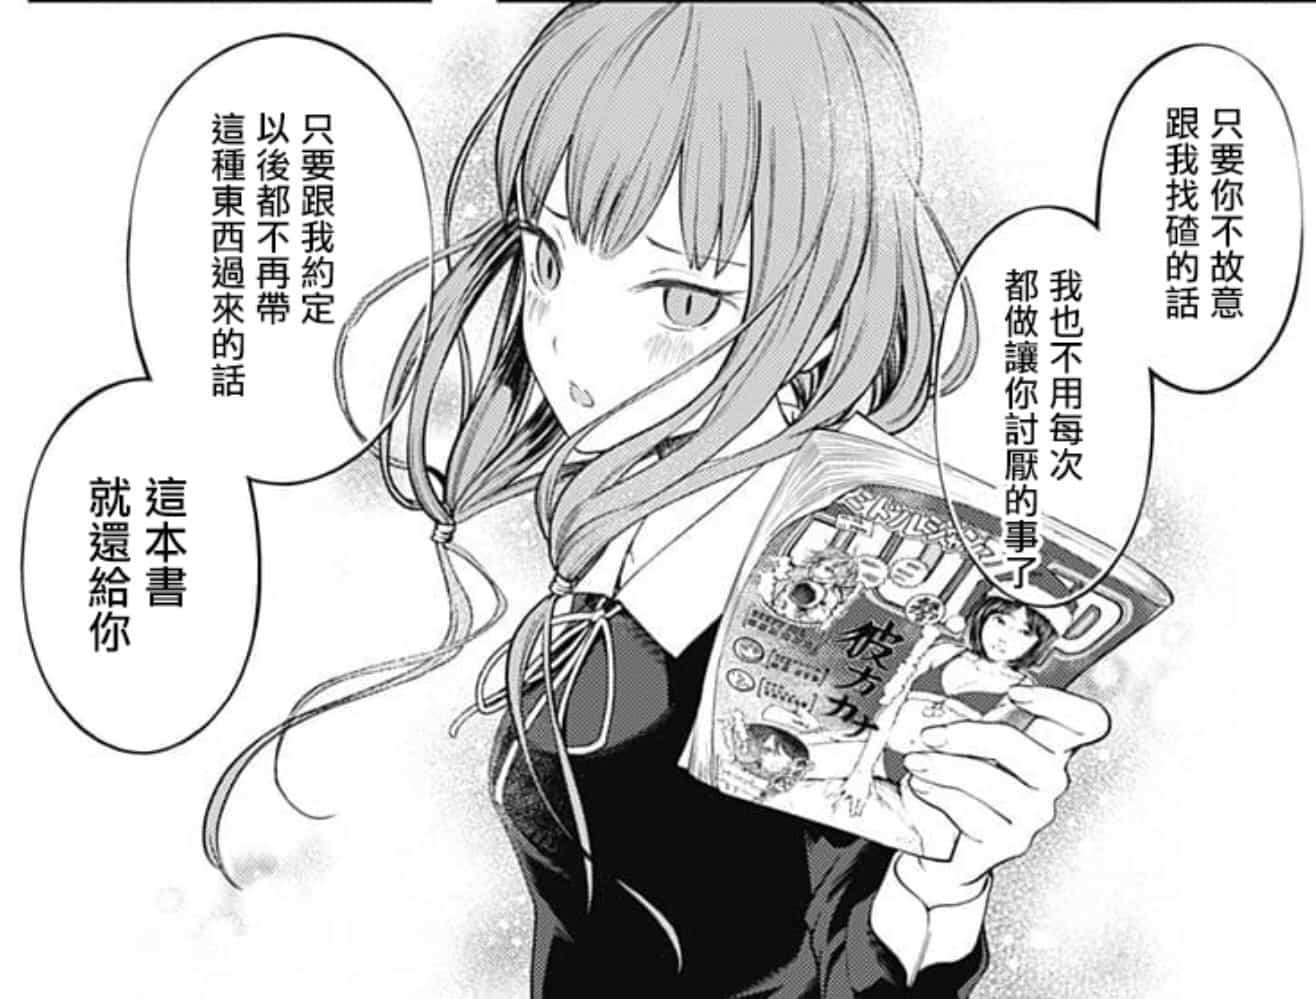 只要你不故意
跟我找碴的話
我也不用每次
都做讓你討厭的事了
只要跟我約定
以後都不再帶
這種東西過來的話
這本書
就還給你
彼方カナ